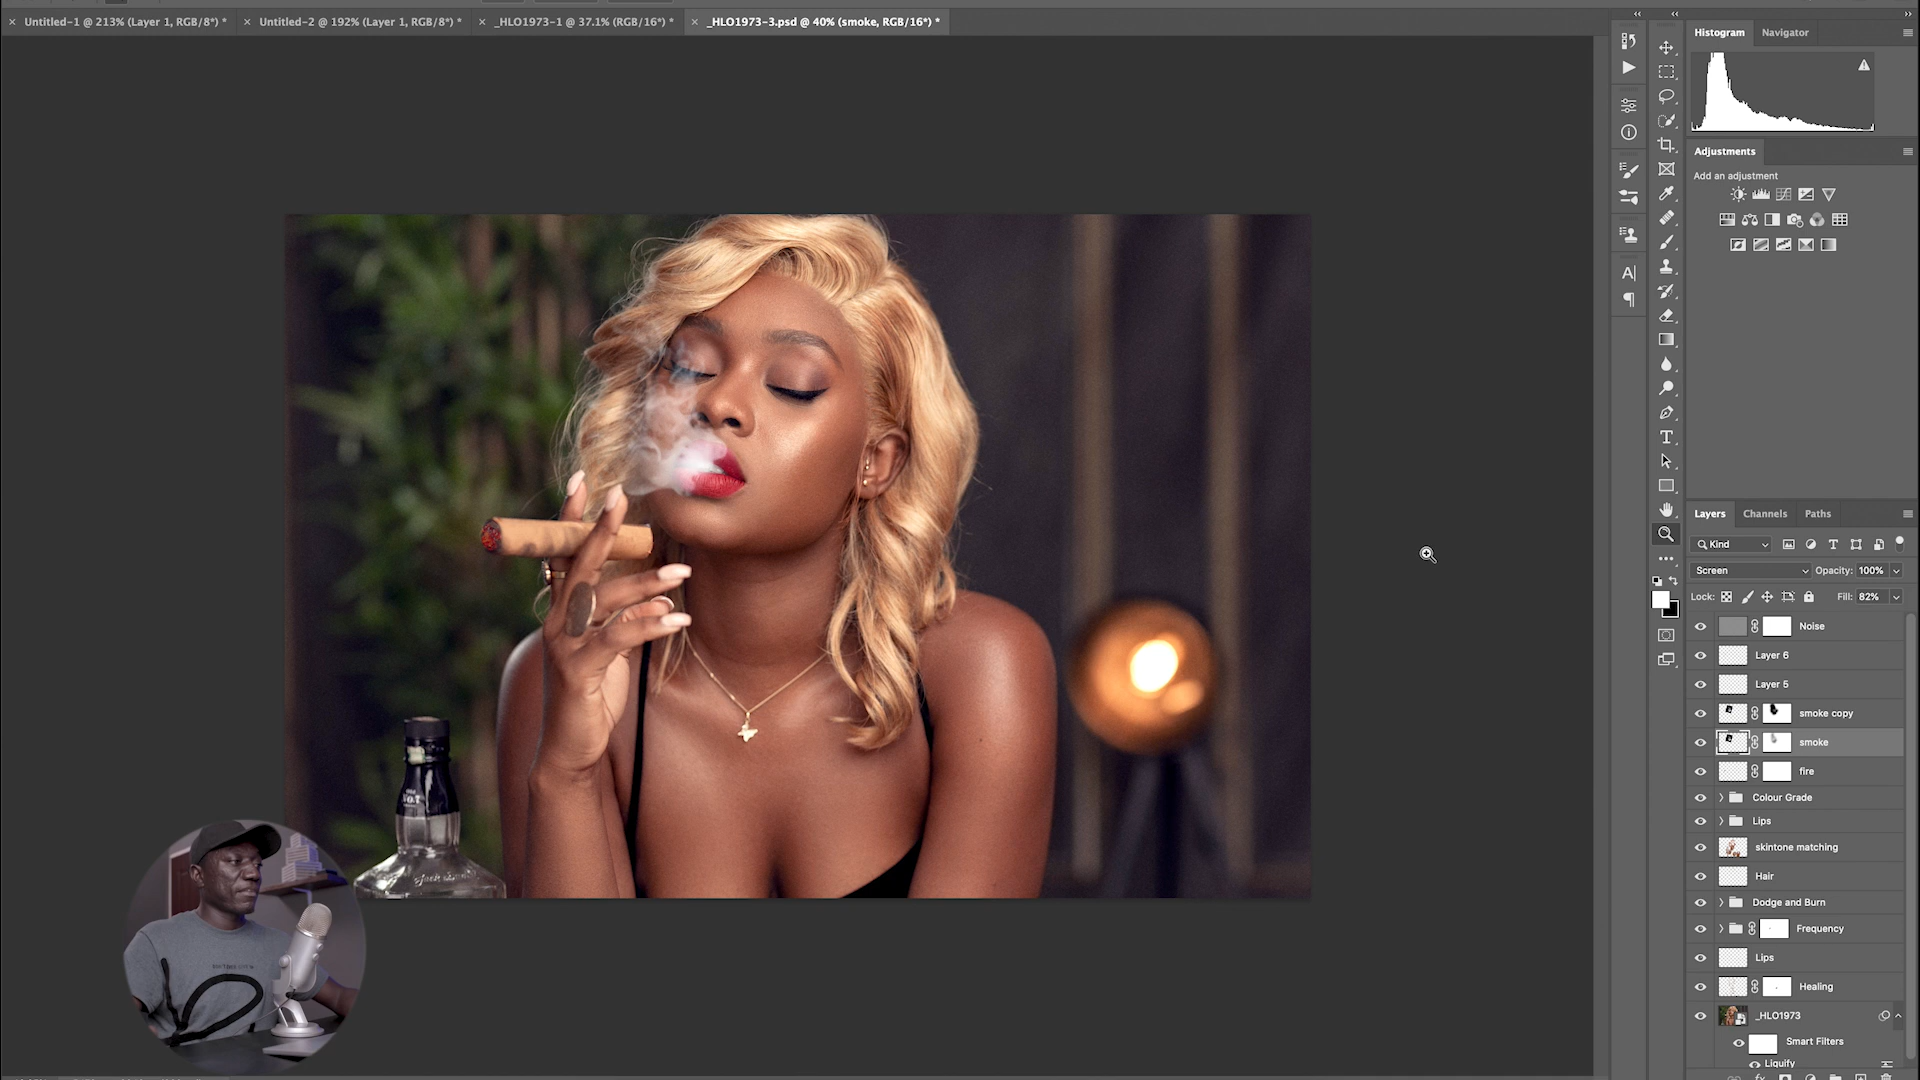 Untitled-1 @ 213% (Layer 1, RGB/8*) *
Untitled-2 @ 192% (Layer 1, RGB/8*) *
_HLO1973-1 @ 37.1% (RGB/16*) *
_HLO1973-3.psd @ 40% (smoke, RGB/16*) *
Histogram
Navigator
Adjustments
Add an adjustment
Layers
Channels
Paths
Kind
Screen
Opacity: 100%
Lock:
Fill: 82%
Noise
Layer 6
Layer 5
smoke copy
smoke
fire
Colour Grade
Lips
skintone matching
Hair
Dodge and Burn
Frequency
Lips
Healing
_HLO1973
Smart Filters
Liquify
No.7